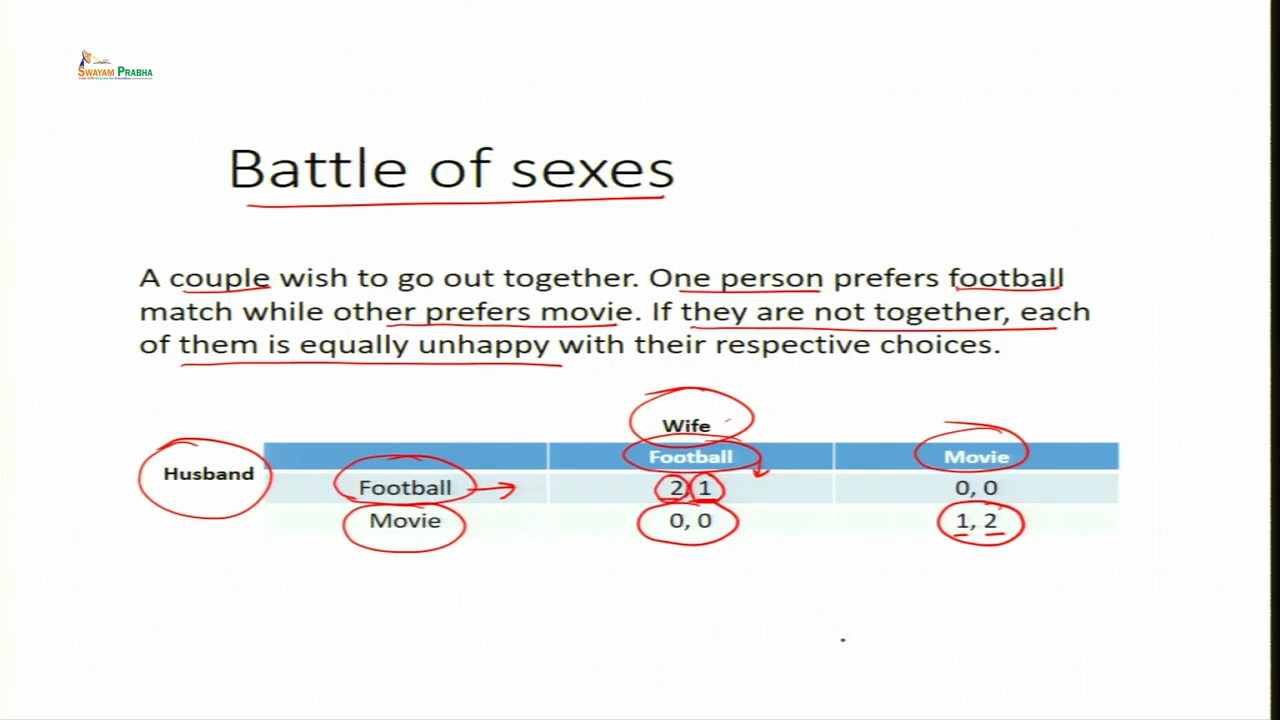 SWAYAM PRABHA
Battle of sexes
A couple wish to go out together. One person prefers football
match while other prefers movie. If they are not together, each
of them is equally unhappy with their respective choices.
Wife
Husband
Football Movie
Football 2, 1 0, 0
Movie 0, 0 1, 2